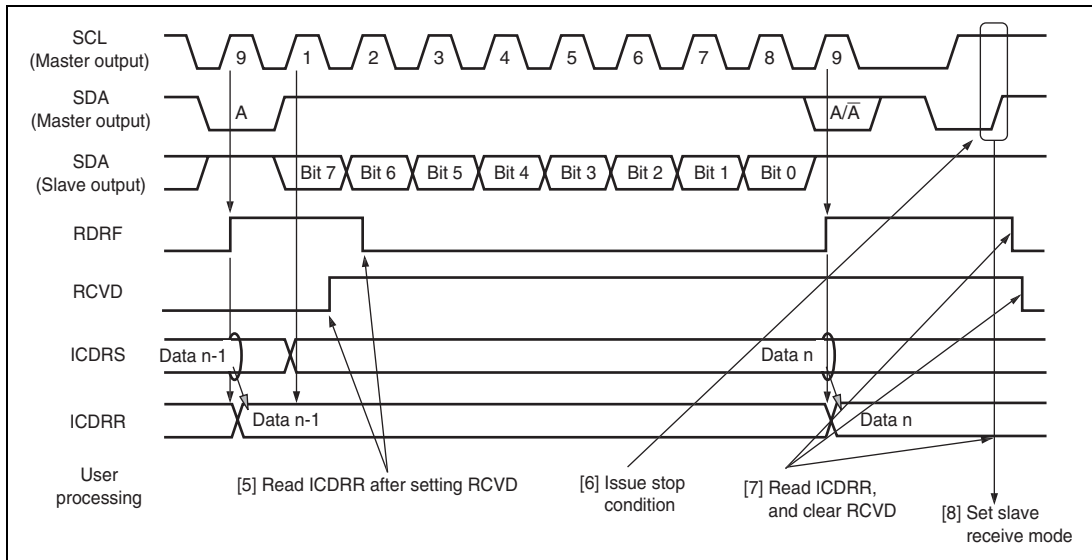 SCL
(Master output)
9 1 2 3 4 5 6 7 8 9
SDA
(Master output)
A A/A̅
SDA
(Slave output)
Bit 7 Bit 6 Bit 5 Bit 4 Bit 3 Bit 2 Bit 1 Bit 0
RDRF
RCVD
ICDRS
Data n-1 Data n
ICDRR
Data n-1 Data n
User
processing
[5] Read ICDRR after setting RCVD
[6] Issue stop
condition
[7] Read ICDRR,
and clear RCVD
[8] Set slave
receive mode